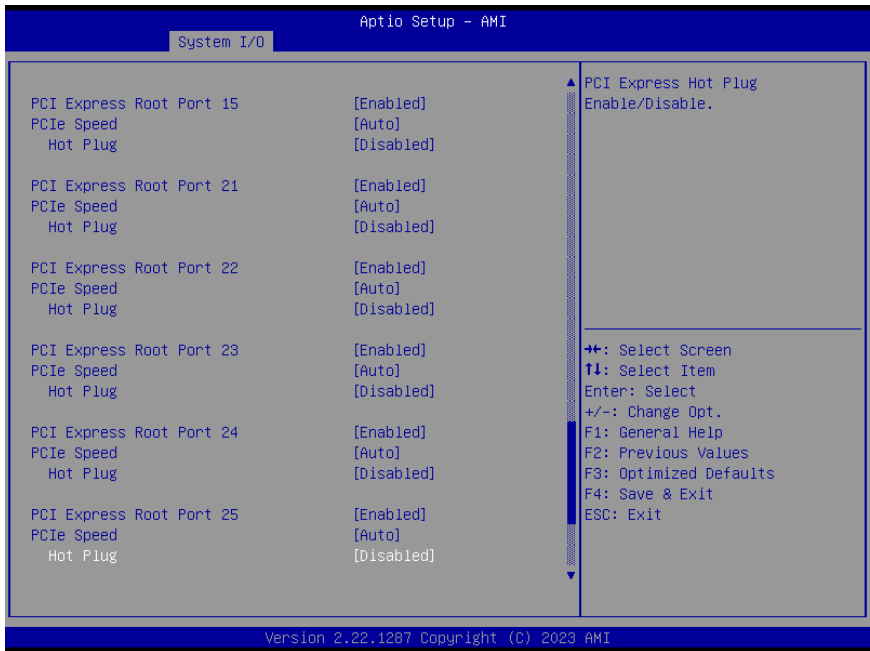 Aptio Setup – AMI
System I/O
PCI Express Root Port 15 [Enabled]
PCIe Speed [Auto]
Hot Plug [Disabled]
PCI Express Root Port 21 [Enabled]
PCIe Speed [Auto]
Hot Plug [Disabled]
PCI Express Root Port 22 [Enabled]
PCIe Speed [Auto]
Hot Plug [Disabled]
PCI Express Root Port 23 [Enabled]
PCIe Speed [Auto]
Hot Plug [Disabled]
PCI Express Root Port 24 [Enabled]
PCIe Speed [Auto]
Hot Plug [Disabled]
PCI Express Root Port 25 [Enabled]
PCIe Speed [Auto]
Hot Plug [Disabled]
PCI Express Hot Plug
Enable/Disable.
→←: Select Screen
↑↓: Select Item
Enter: Select
+/-: Change Opt.
F1: General Help
F2: Previous Values
F3: Optimized Defaults
F4: Save & Exit
ESC: Exit
Version 2.22.1287 Copyright (C) 2023 AMI